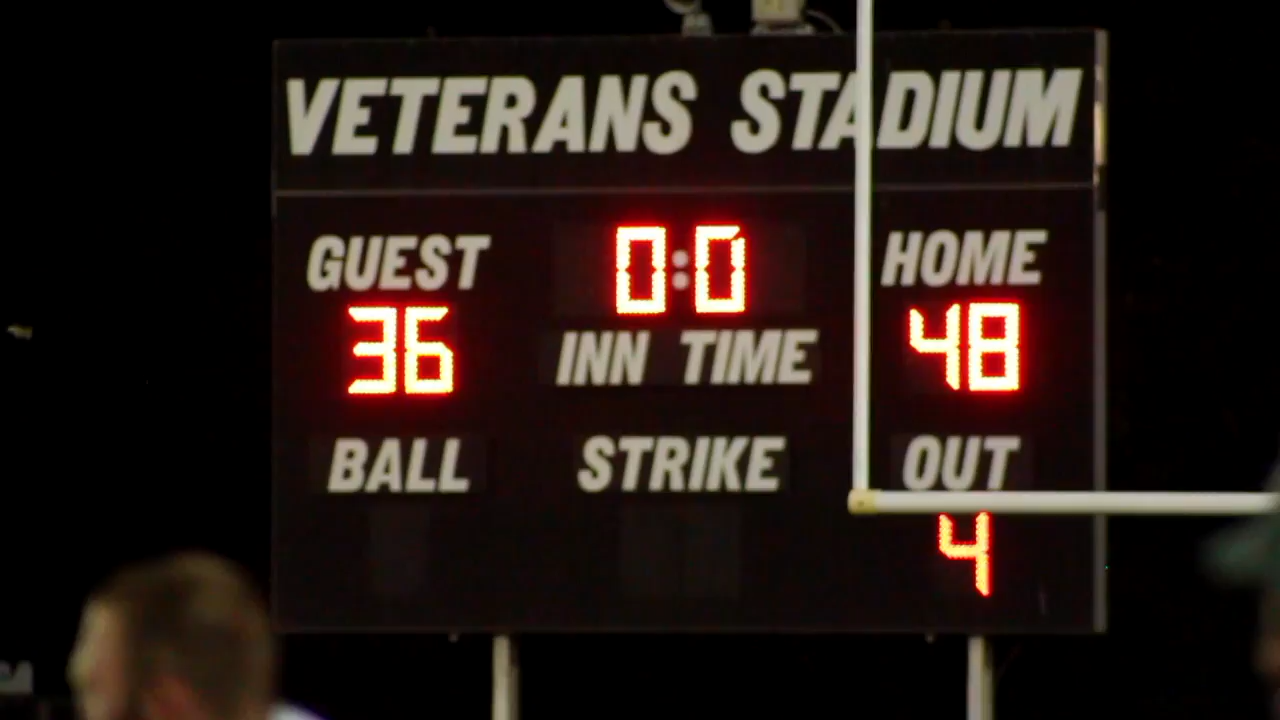 VETERANS STADIUM
GUEST 0:0 HOME
36 INN TIME 48
BALL STRIKE OUT
4